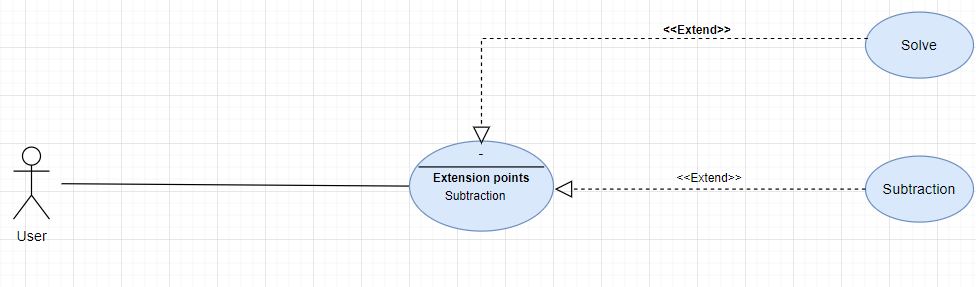 <<Extend>>
Solve
-
Extension points
Subtraction
<<Extend>>
Subtraction
User